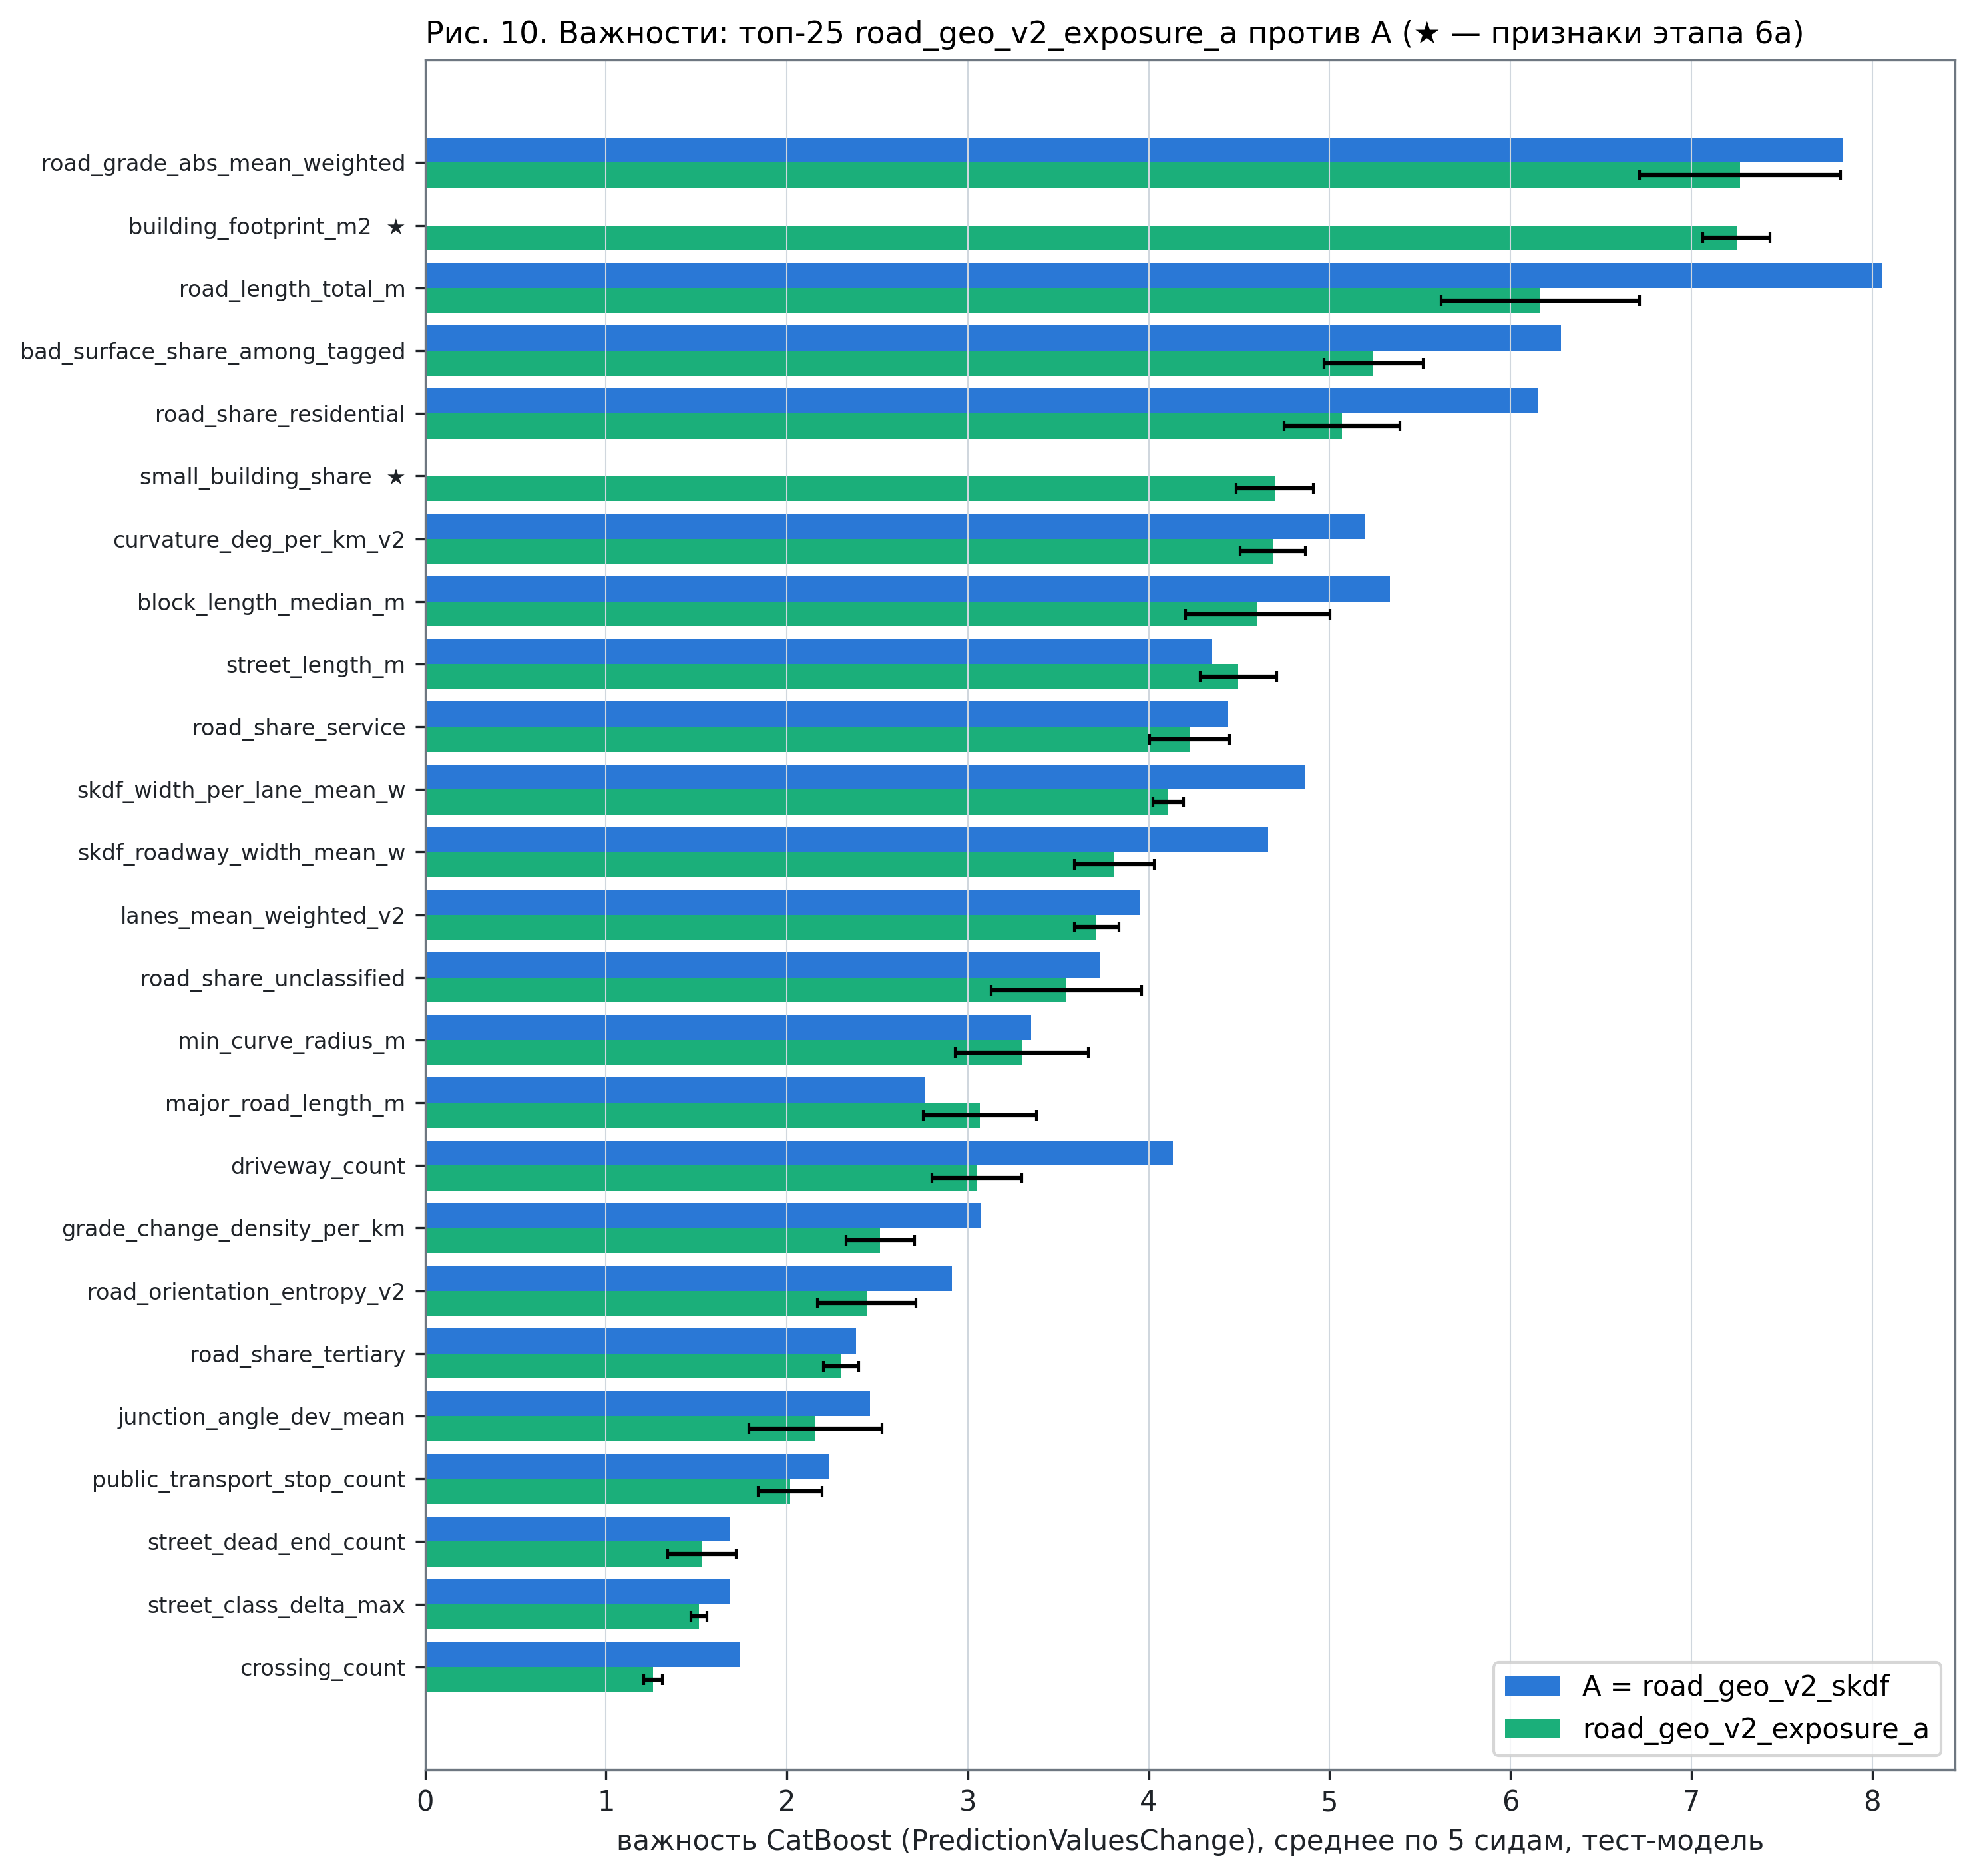 Рис. 10. Важности: топ-25 road_geo_v2_exposure_a против A (★ — признаки этапа 6a)
road_grade_abs_mean_weighted
building_footprint_m2 ★
road_length_total_m
bad_surface_share_among_tagged
road_share_residential
small_building_share ★
curvature_deg_per_km_v2
block_length_median_m
street_length_m
road_share_service
skdf_width_per_lane_mean_w
skdf_roadway_width_mean_w
lanes_mean_weighted_v2
road_share_unclassified
min_curve_radius_m
major_road_length_m
driveway_count
grade_change_density_per_km
road_orientation_entropy_v2
road_share_tertiary
junction_angle_dev_mean
public_transport_stop_count
street_dead_end_count
street_class_delta_max
crossing_count
A = road_geo_v2_skdf
road_geo_v2_exposure_a
0 1 2 3 4 5 6 7 8
важность CatBoost (PredictionValuesChange), среднее по 5 сидам, тест-модель